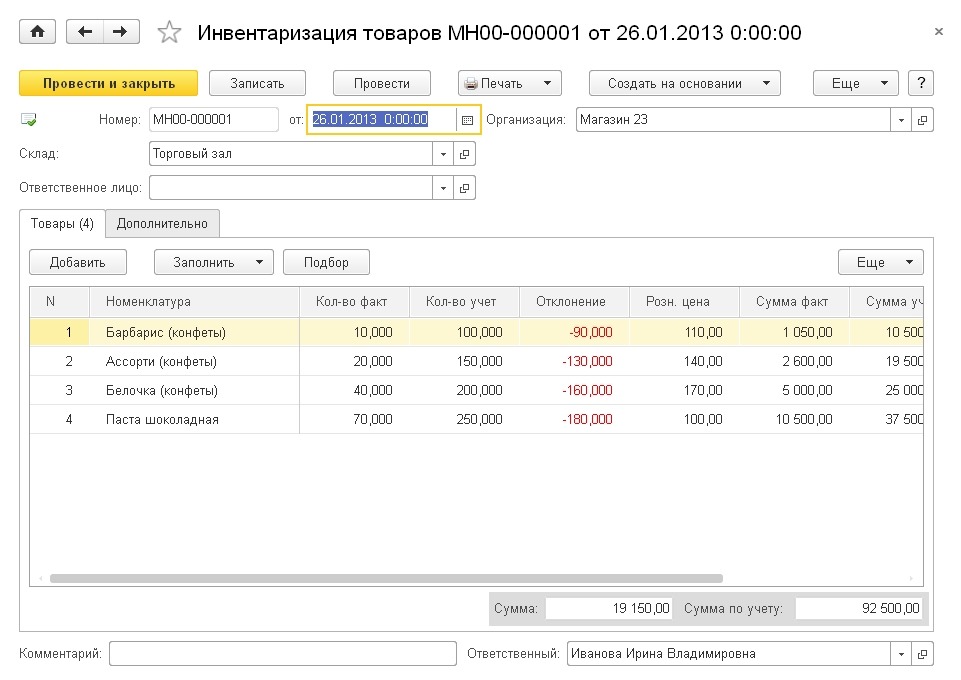 Инвентаризация товаров МН00-000001 от 26.01.2013 0:00:00
Провести и закрыть Записать Провести Печать Создать на основании Еще ?
Номер: МН00-000001 от: 26.01.2013 0:00:00 Организация: Магазин 23
Склад: Торговый зал
Ответственное лицо:
Товары (4) Дополнительно
Добавить Заполнить Подбор Еще
N Номенклатура Кол-во факт Кол-во учет Отклонение Розн. цена Сумма факт Сумма уч
1 Барбарис (конфеты) 10,000 100,000 -90,000 110,00 1 050,00 10 500
2 Ассорти (конфеты) 20,000 150,000 -130,000 140,00 2 600,00 19 500
3 Белочка (конфеты) 40,000 200,000 -160,000 170,00 5 000,00 25 000
4 Паста шоколадная 70,000 250,000 -180,000 100,00 10 500,00 37 500
Сумма: 19 150,00 Сумма по учету: 92 500,00
Комментарий: Ответственный: Иванова Ирина Владимировна